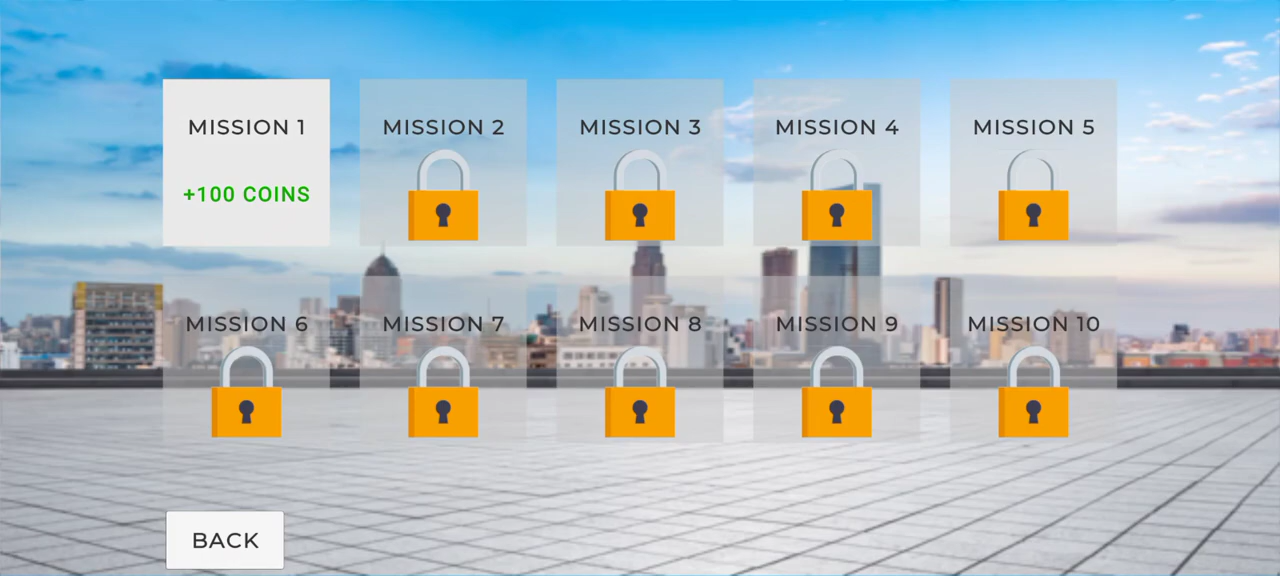 MISSION 1
+100 COINS
MISSION 2
MISSION 3
MISSION 4
MISSION 5
MISSION 6
MISSION 7
MISSION 8
MISSION 9
MISSION 10
BACK